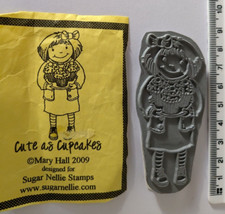 Cute as Cupcakes
©Mary Hall 2009
designed for
Sugar Nellie Stamps
www.sugarnellie.com